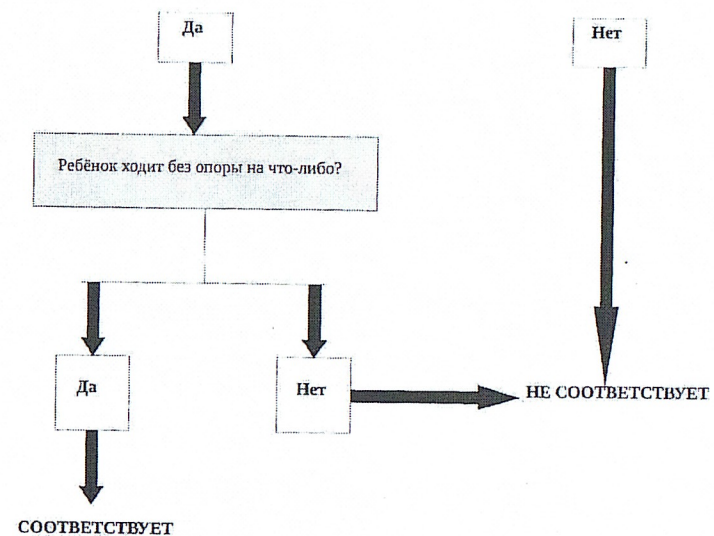 Да
Нет
Ребёнок ходит без опоры на что-либо?
Да
Нет
НЕ СООТВЕТСТВУЕТ
СООТВЕТСТВУЕТ